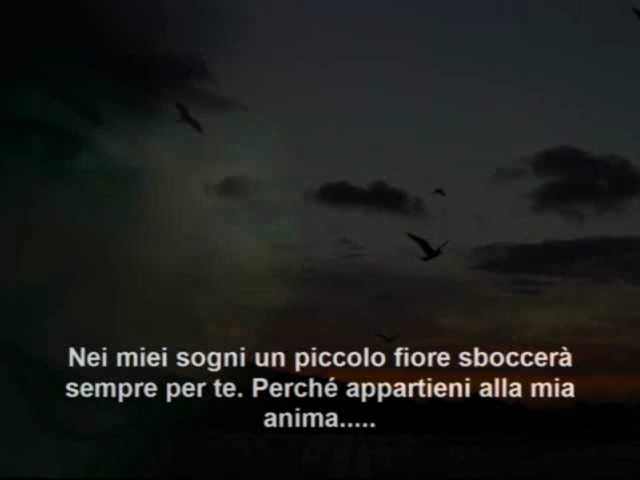 Nei miei sogni un piccolo fiore sboccerà
sempre per te. Perché appartieni alla mia
anima.....